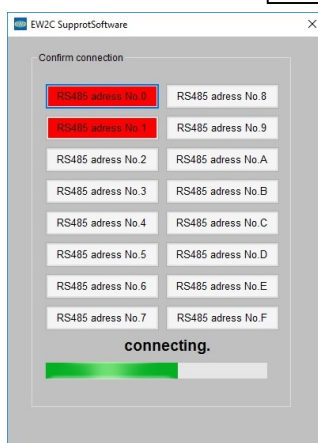 EW2C SupprotSoftware
Confirm connection
RS485 adress No.0
RS485 adress No.8
RS485 adress No.1
RS485 adress No.9
RS485 adress No.2
RS485 adress No.A
RS485 adress No.3
RS485 adress No.B
RS485 adress No.4
RS485 adress No.C
RS485 adress No.5
RS485 adress No.D
RS485 adress No.6
RS485 adress No.E
RS485 adress No.7
RS485 adress No.F
connecting.